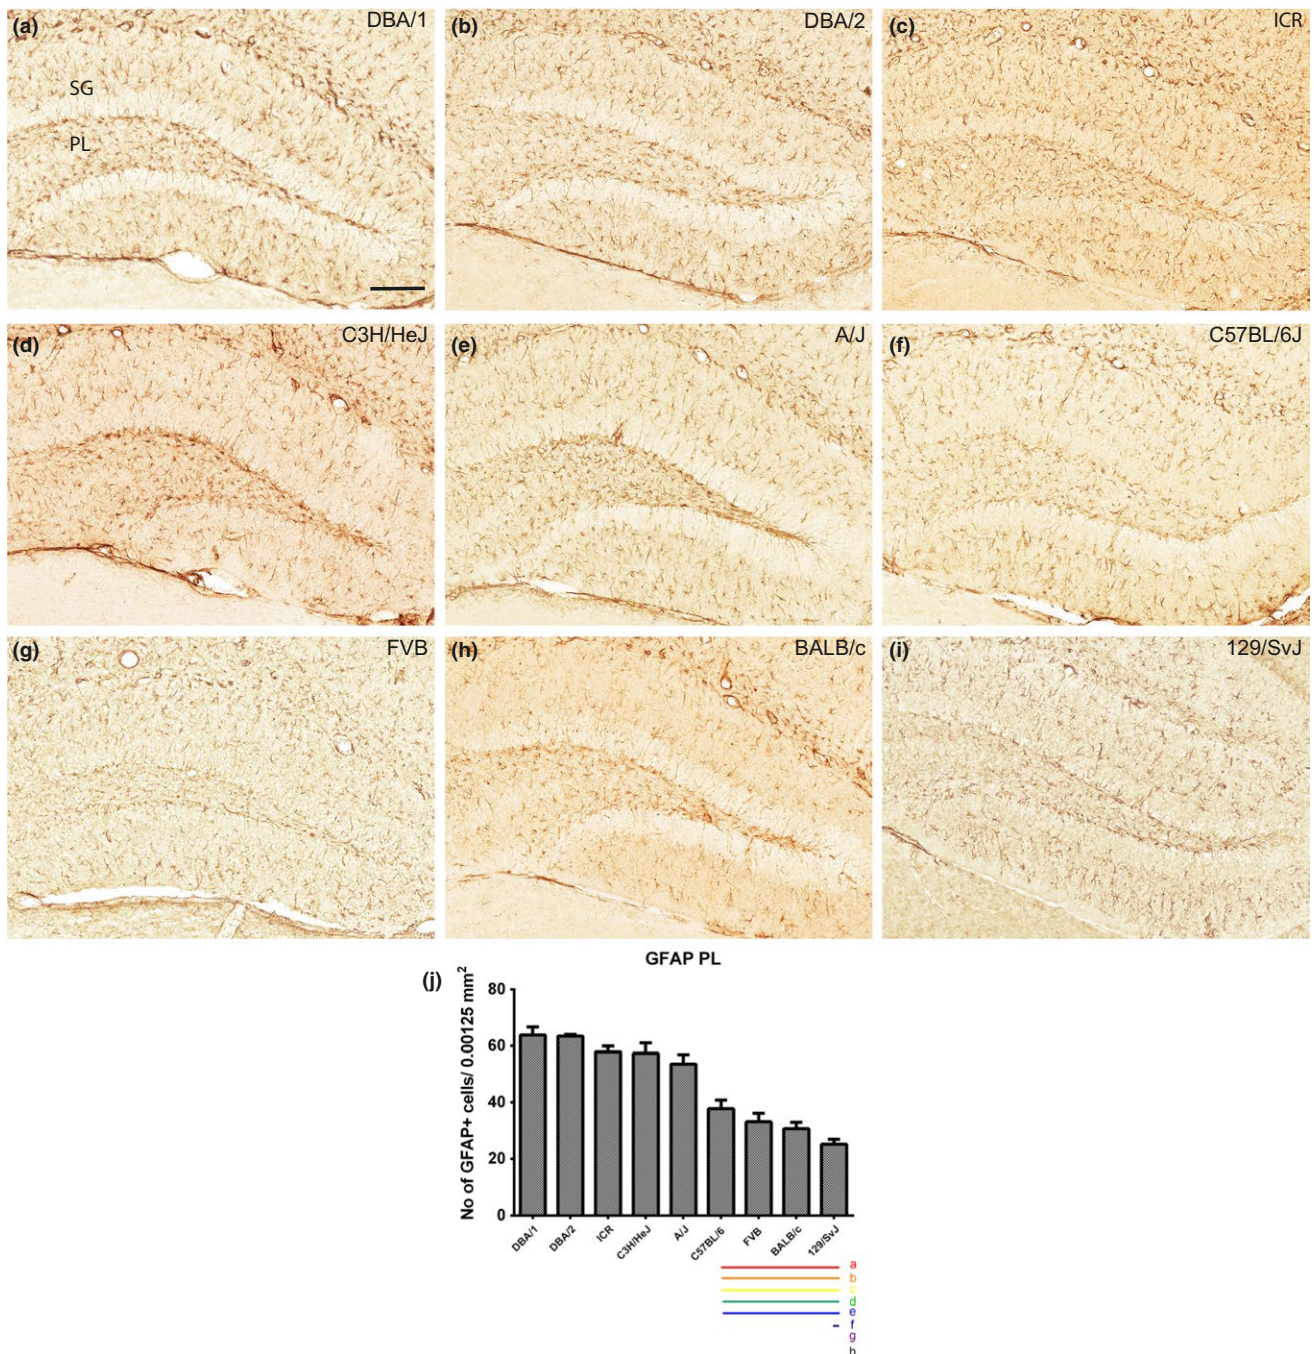 (a) DBA/1
SG
PL
(b) DBA/2
(c) ICR
(d) C3H/HeJ
(e) A/J
(f) C57BL/6J
(g) FVB
(h) BALB/c
(i) 129/SvJ
(j)
GFAP PL
No of GFAP+ cells/ 0.00125 mm²
80
60
40
20
0
DBA/1
DBA/2
ICR
C3H/HeJ
A/J
C57BL/6
FVB
BALB/c
129/SvJ
a
b
c
d
e
f
g
h